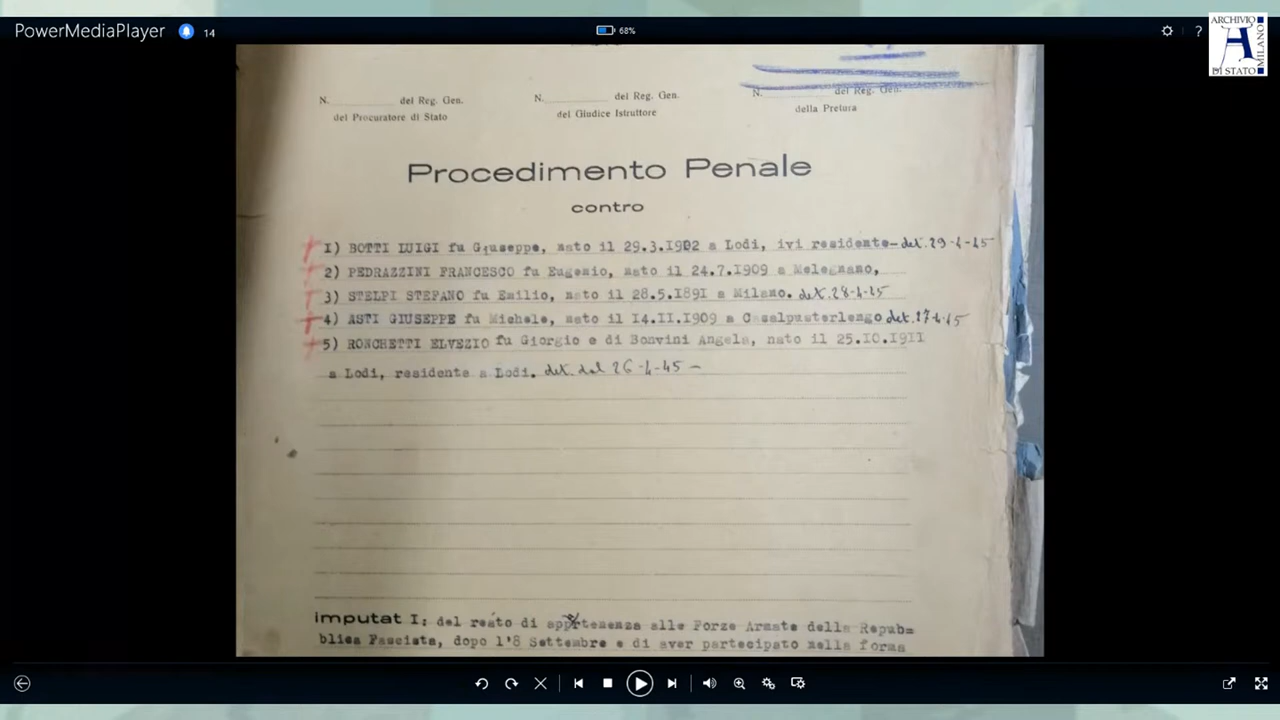 PowerMediaPlayer 14
68%
?
ARCHIVIO
DI STATO
MILANO
N. del Reg. Gen.
del Procuratore di Stato
N. del Reg. Gen.
del Giudice Istruttore
N. del Reg. Gen.
della Pretura
Procedimento Penale
contro
1) BOTTI LUIGI fu Giuseppe, nato il 29.3.1902 a Lodi, ivi residente- det. 29-4-45
2) PEDRAZZINI FRANCESCO fu Eugenio, nato il 24.7.1909 a Melegnano,
3) STELPI STEFANO fu Emilio, nato il 28.5.1891 a Milano. det. 28-4-45
4) ASTI GIUSEPPE fu Michele, nato il 14.II.1909 a Casalpusterlengo det. 27-4-45
5) RONCHETTI ELVEZIO fu Giorgio e di Bonvini Angela, nato il 25.10.1911
a Lodi, residente a Lodi. det. dal 26-4-45 -
imputat I: del reato di appartenenza alle Forze Armate della Repub=
blica Fascista, dopo l'8 Settembre e di aver partecipato nella forma